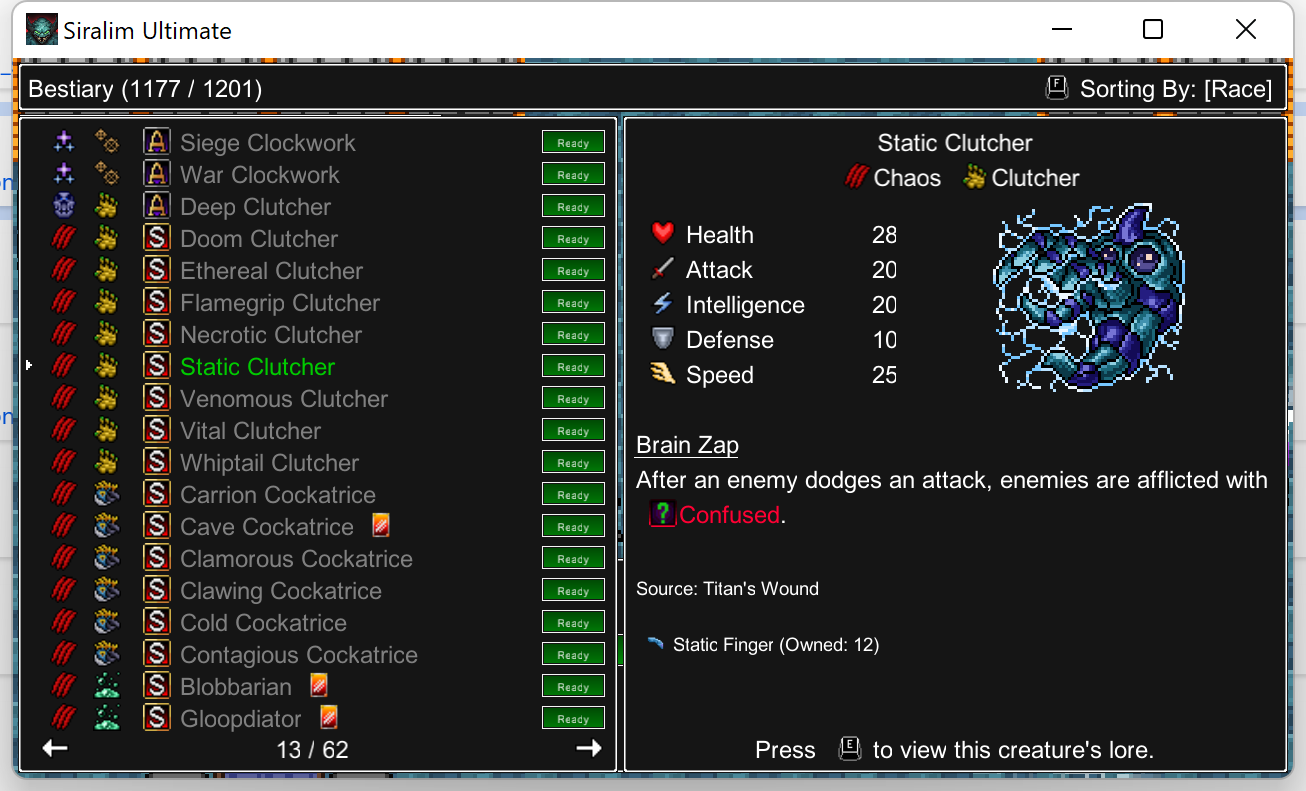 Siralim Ultimate
Bestiary (1177 / 1201)
F Sorting By: [Race]
A Siege Clockwork Ready
A War Clockwork Ready
A Deep Clutcher Ready
S Doom Clutcher Ready
S Ethereal Clutcher Ready
S Flamegrip Clutcher Ready
S Necrotic Clutcher Ready
S Static Clutcher Ready
S Venomous Clutcher Ready
S Vital Clutcher Ready
S Whiptail Clutcher Ready
S Carrion Cockatrice Ready
S Cave Cockatrice Ready
S Clamorous Cockatrice Ready
S Clawing Cockatrice Ready
S Cold Cockatrice Ready
S Contagious Cockatrice Ready
S Blobbarian Ready
S Gloopdiator Ready
13 / 62
Static Clutcher
Chaos Clutcher
Health 28
Attack 20
Intelligence 20
Defense 10
Speed 25
Brain Zap
After an enemy dodges an attack, enemies are afflicted with
? Confused.
Source: Titan's Wound
Static Finger (Owned: 12)
Press E to view this creature's lore.